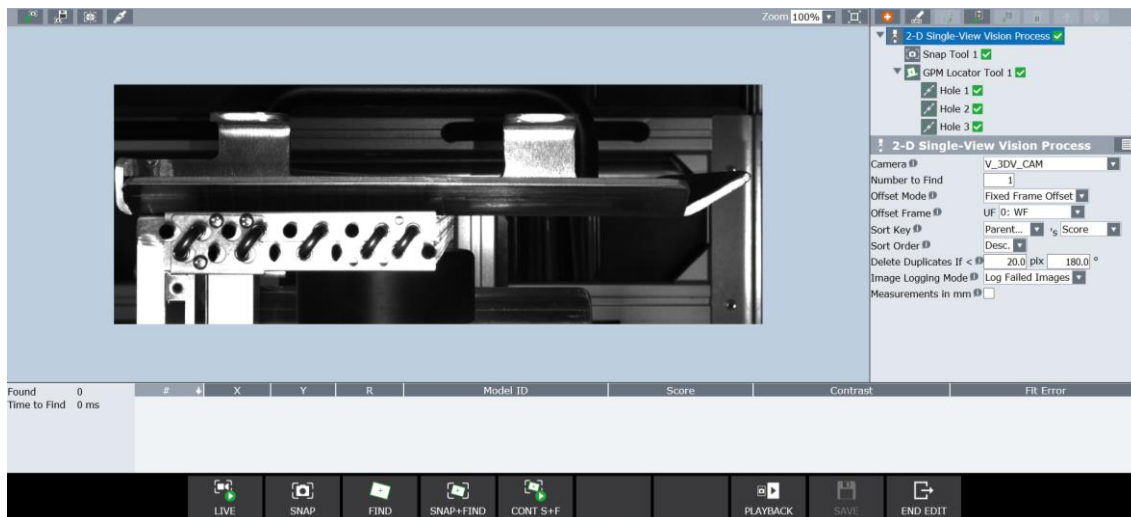 Zoom 100%
2-D Single-View Vision Process
Snap Tool 1
GPM Locator Tool 1
Hole 1
Hole 2
Hole 3
2-D Single-View Vision Process
Camera V_3DV_CAM
Number to Find 1
Offset Mode Fixed Frame Offset
Offset Frame UF 0: WF
Sort Key Parent... 's Score
Sort Order Desc.
Delete Duplicates If < 20.0 pix 180.0 °
Image Logging Mode Log Failed Images
Measurements in mm
Found 0
Time to Find 0 ms
# X Y R Model ID Score Contrast Fit Error
LIVE SNAP FIND SNAP+FIND CONT S+F PLAYBACK SAVE END EDIT